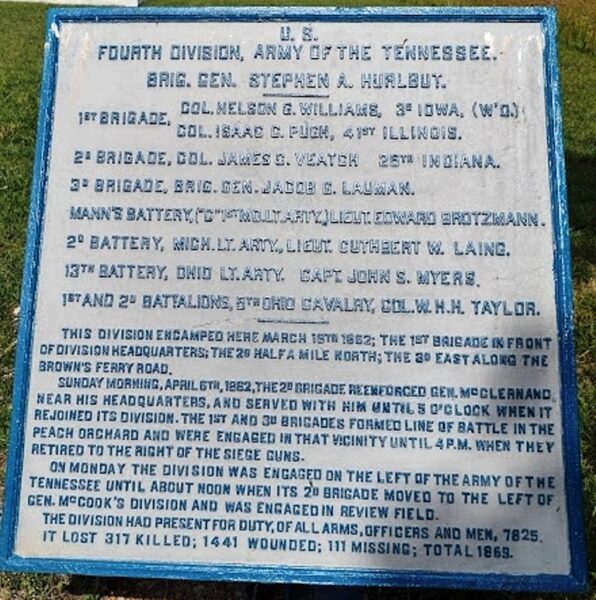 U. S.
FOURTH DIVISION, ARMY OF THE TENNESSEE.
BRIG. GEN. STEPHEN A. HURLBUT.
1ST BRIGADE, COL. NELSON G. WILLIAMS, 3D IOWA, (W'D.)
COL. ISAAC C. PUGH, 41ST ILLINOIS.
2D BRIGADE, COL. JAMES C. VEATCH 25TH INDIANA.
3D BRIGADE, BRIG. GEN. JACOB G. LAUMAN.
MANN'S BATTERY, ("C" 1ST MO. LT. ARTY.,) LIEUT. EDWARD BROTZMANN.
2D BATTERY, MICH. LT. ARTY., LIEUT. CUTHBERT W. LAING.
13TH BATTERY, OHIO LT. ARTY. CAPT. JOHN S. MYERS.
1ST AND 2D BATTALIONS, 5TH OHIO CAVALRY, COL. W. H. H. TAYLOR.
THIS DIVISION ENCAMPED HERE MARCH 18TH 1862; THE 1ST BRIGADE IN FRONT
OF DIVISION HEADQUARTERS; THE 2D HALF A MILE NORTH; THE 3D EAST ALONG THE
BROWN'S FERRY ROAD.
SUNDAY MORNING, APRIL 6TH, 1862, THE 2D BRIGADE REENFORCED GEN. MCCLERNAND
NEAR HIS HEADQUARTERS, AND SERVED WITH HIM UNTIL 5 O'CLOCK WHEN IT
REJOINED ITS DIVISION. THE 1ST AND 3D BRIGADES FORMED LINE OF BATTLE IN THE
PEACH ORCHARD AND WERE ENGAGED IN THAT VICINITY UNTIL 4 P.M. WHEN THEY
RETIRED TO THE RIGHT OF THE SIEGE GUNS.
ON MONDAY THE DIVISION WAS ENGAGED ON THE LEFT OF THE ARMY OF THE
TENNESSEE UNTIL ABOUT NOON WHEN ITS 2D BRIGADE MOVED TO THE LEFT OF
GEN. MCCOOK'S DIVISION AND WAS ENGAGED IN REVIEW FIELD.
THE DIVISION HAD PRESENT FOR DUTY, OF ALL ARMS, OFFICERS AND MEN, 7825.
IT LOST 317 KILLED; 1441 WOUNDED; 111 MISSING; TOTAL 1869.